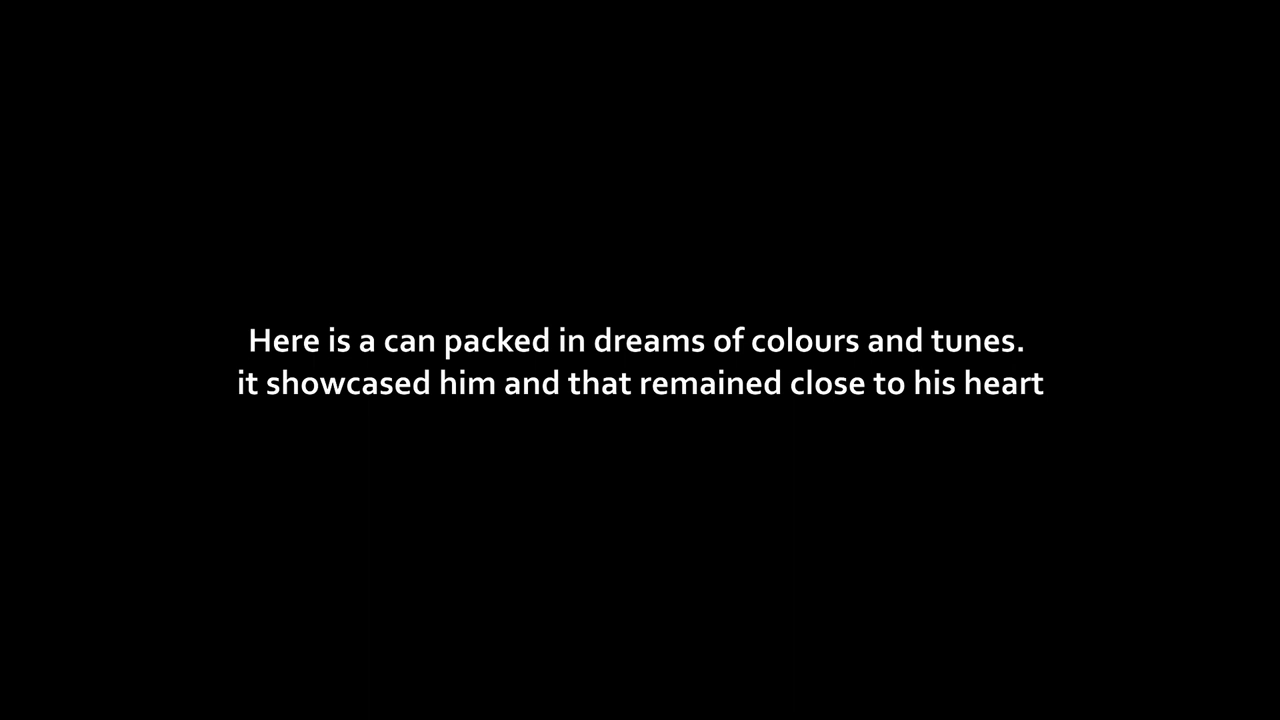 Here is a can packed in dreams of colours and tunes.
it showcased him and that remained close to his heart